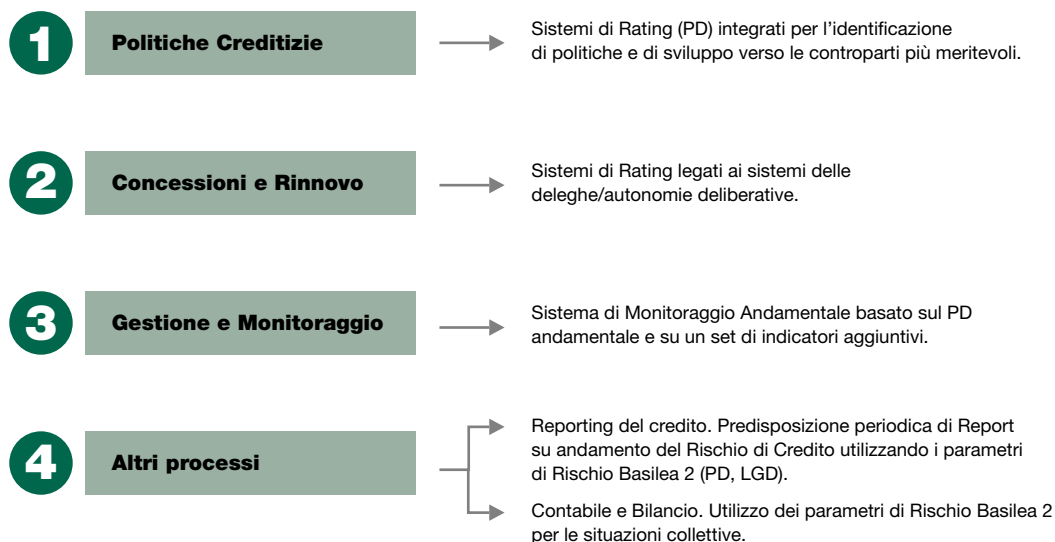 1
Politiche Creditizie
Sistemi di Rating (PD) integrati per l’identificazione
di politiche e di sviluppo verso le controparti più meritevoli.
2
Concessioni e Rinnovo
Sistemi di Rating legati ai sistemi delle
deleghe/autonomie deliberative.
3
Gestione e Monitoraggio
Sistema di Monitoraggio Andamentale basato sul PD
andamentale e su un set di indicatori aggiuntivi.
4
Altri processi
Reporting del credito. Predisposizione periodica di Report
su andamento del Rischio di Credito utilizzando i parametri
di Rischio Basilea 2 (PD, LGD).
Contabile e Bilancio. Utilizzo dei parametri di Rischio Basilea 2
per le situazioni collettive.